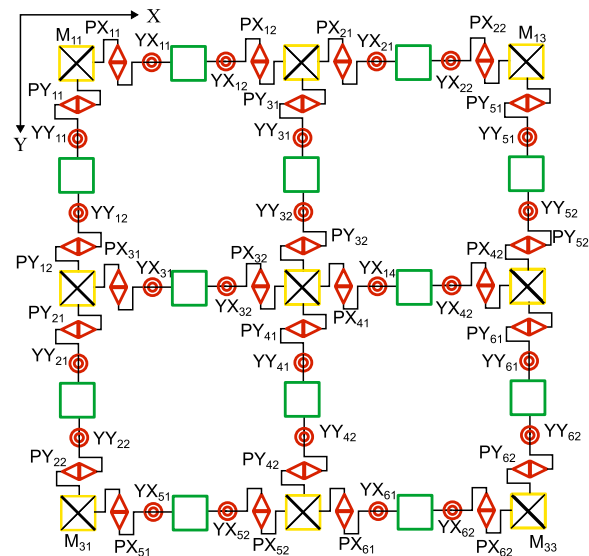 X
M11 PX11 YX11 PX12 PX21 YX21 PX22 M13
YX12 YX22
PY11 PY31 PY51
Y YY11 YY31 YY51
YY12 YY32 YY52
PY12 PX31 YX31 PX32 PY32 YX14 PX42 PY52
YX32 PX41 YX42
PY21 PY41 PY61
YY21 YY41 YY61
YY22 YY42 YY62
PY22 YX51 PY42 YX61 PY62
M31 PX51 YX52 PX52 PX61 YX62 PX62 M33